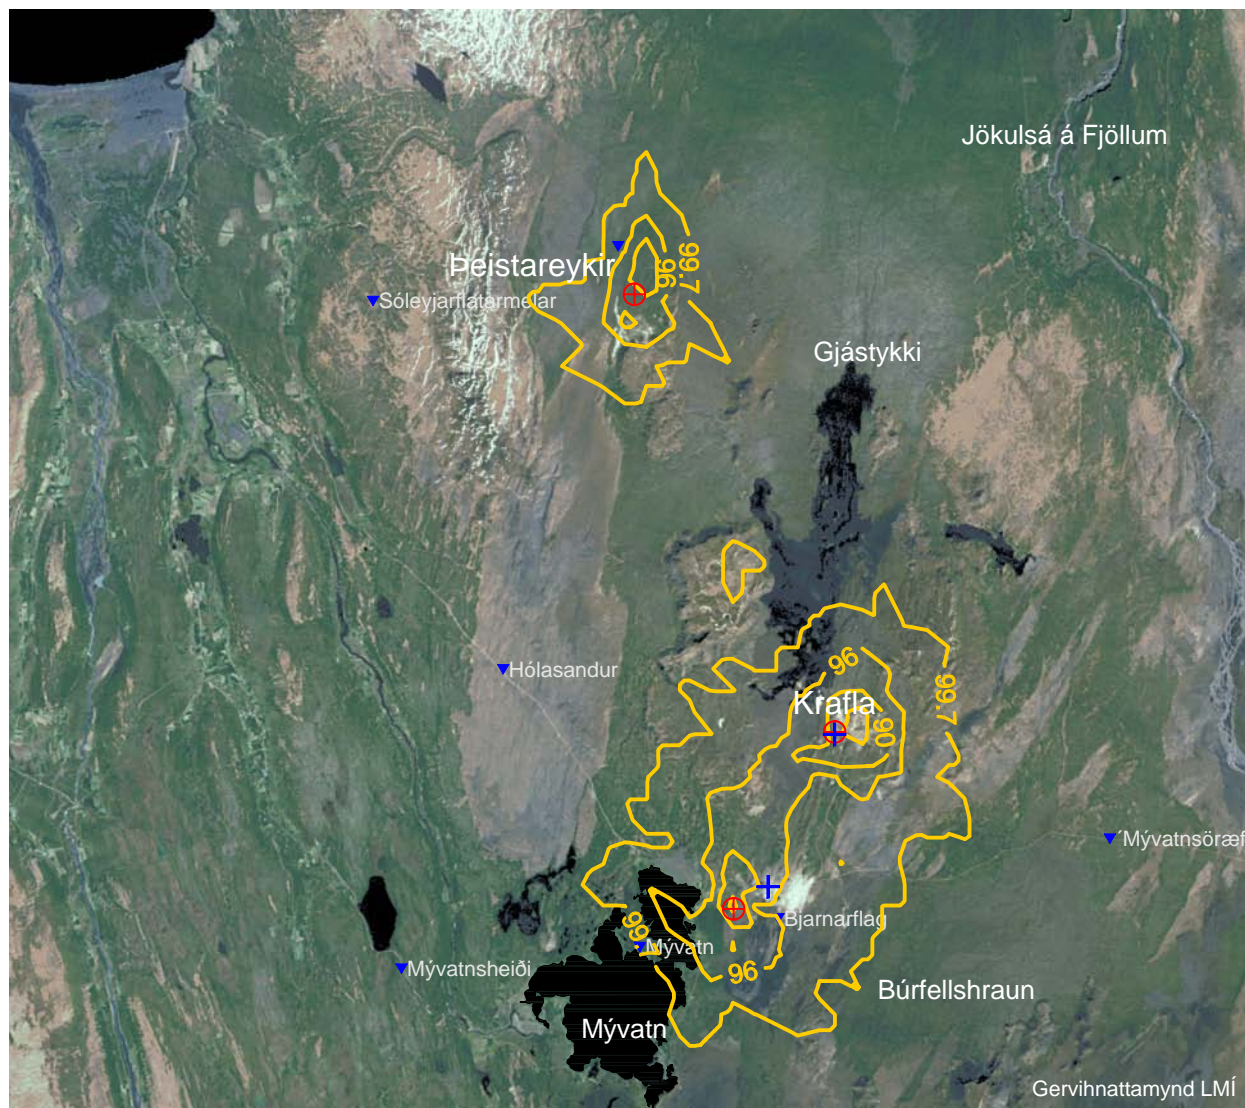 Jökulsá á Fjöllum
99.7
Þeistareykir
96
Sóleyjarflatarmelar
Gjástykki
96
Hólasandur
99.7
Krafla
90
´Mývatnsöræf
Bjarnarflag
99.
Mývatn
Mývatnsheiði
96
Búrfellshraun
Mývatn
Gervihnattamynd LMÍ